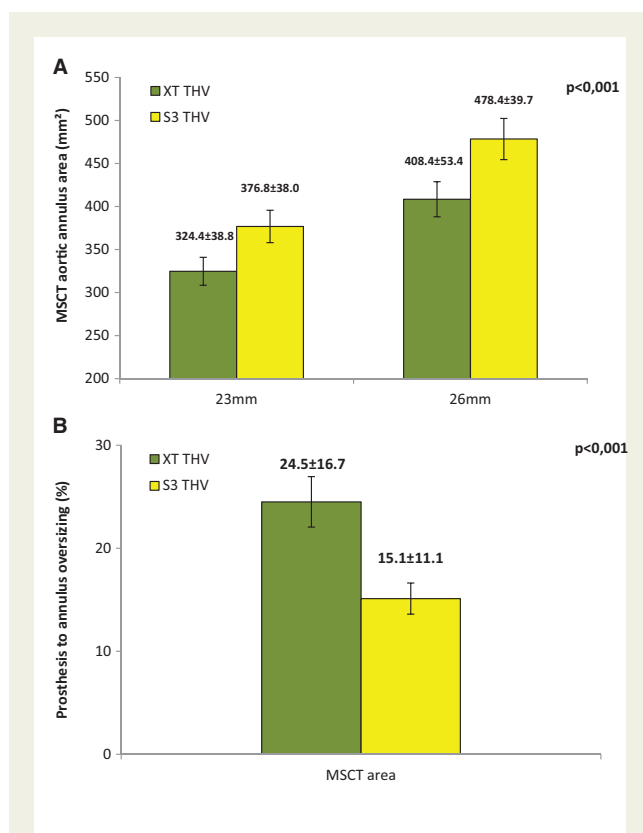 A
MSCT aortic annulus area (mm²)
550
500
450
400
350
300
250
200
XT THV
S3 THV
p<0,001
324.4±38.8
376.8±38.0
408.4±53.4
478.4±39.7
23mm
26mm
B
Prosthesis to annulus oversizing (%)
30
20
10
0
XT THV
S3 THV
p<0,001
24.5±16.7
15.1±11.1
MSCT area